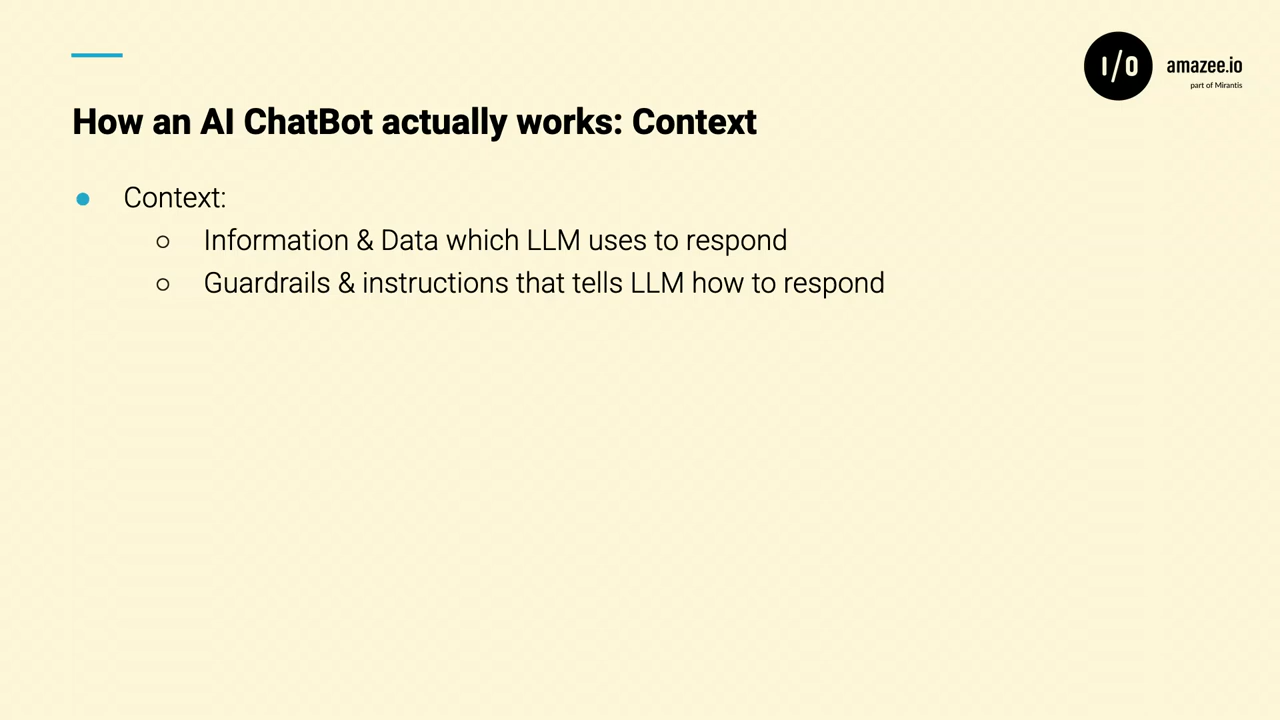 I/O
amazee.io
part of Mirantis
How an AI ChatBot actually works: Context
● Context:
○ Information & Data which LLM uses to respond
○ Guardrails & instructions that tells LLM how to respond